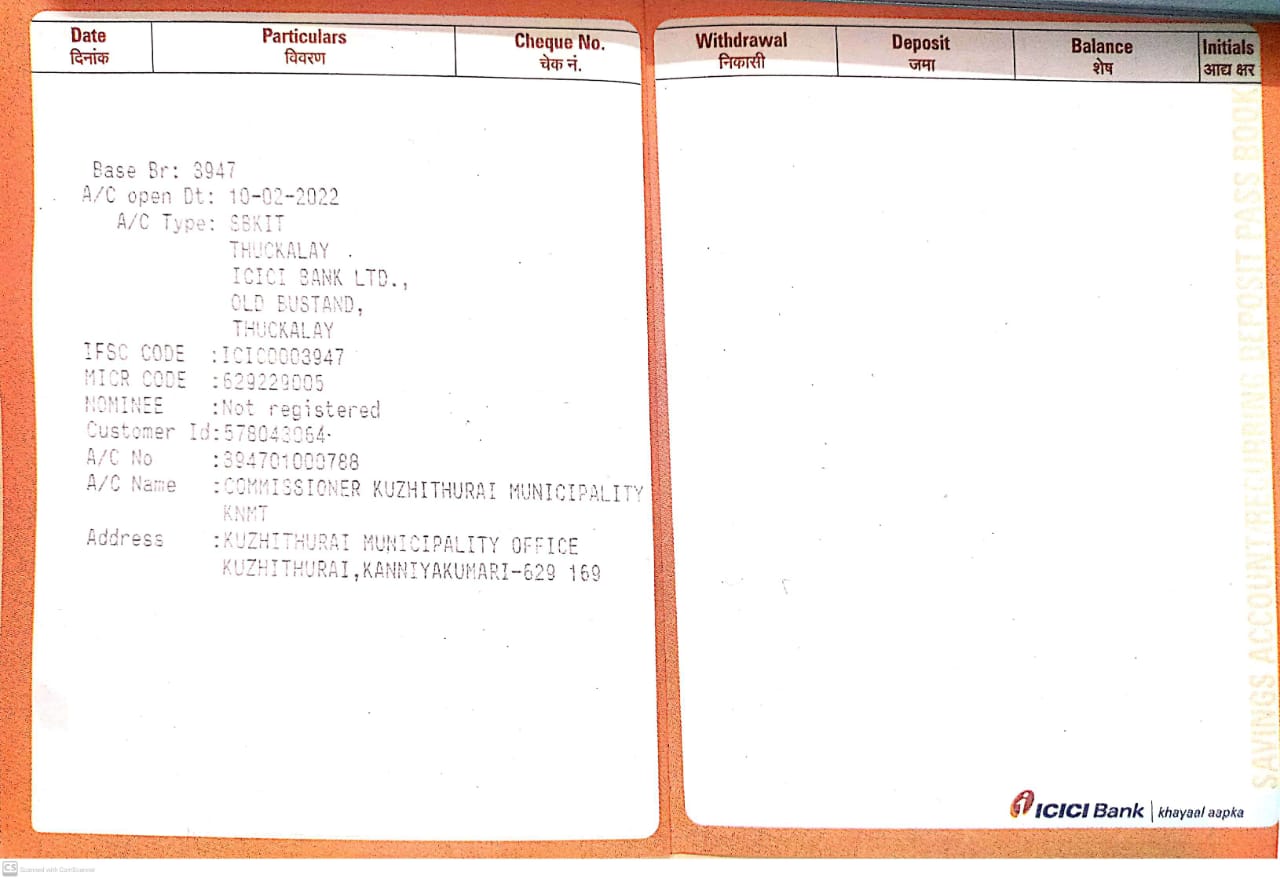 Date Particulars Cheque No. Withdrawal Deposit Balance Initials
दिनांक विवरण चेक नं. निकासी जमा शेष आद्य क्षर
Base Br: 3947
A/C open Dt: 10-02-2022
A/C Type: SBKIT
THUCKALAY
ICICI BANK LTD.,
OLD BUSTAND,
THUCKALAY
IFSC CODE :ICIC0003947
MICR CODE :629229005
NOMINEE :Not registered
Customer Id:578043064
A/C No :394701000788
A/C Name :COMMISSIONER KUZHITHURAI MUNICIPALITY
KNMT
Address :KUZHITHURAI MUNICIPALITY OFFICE
KUZHITHURAI,KANNIYAKUMARI-629 169
SAVINGS ACCOUNT/RECURRING DEPOSIT PASS BOOK
ICICI Bank khayaal aapka
CS Scanned with CamScanner